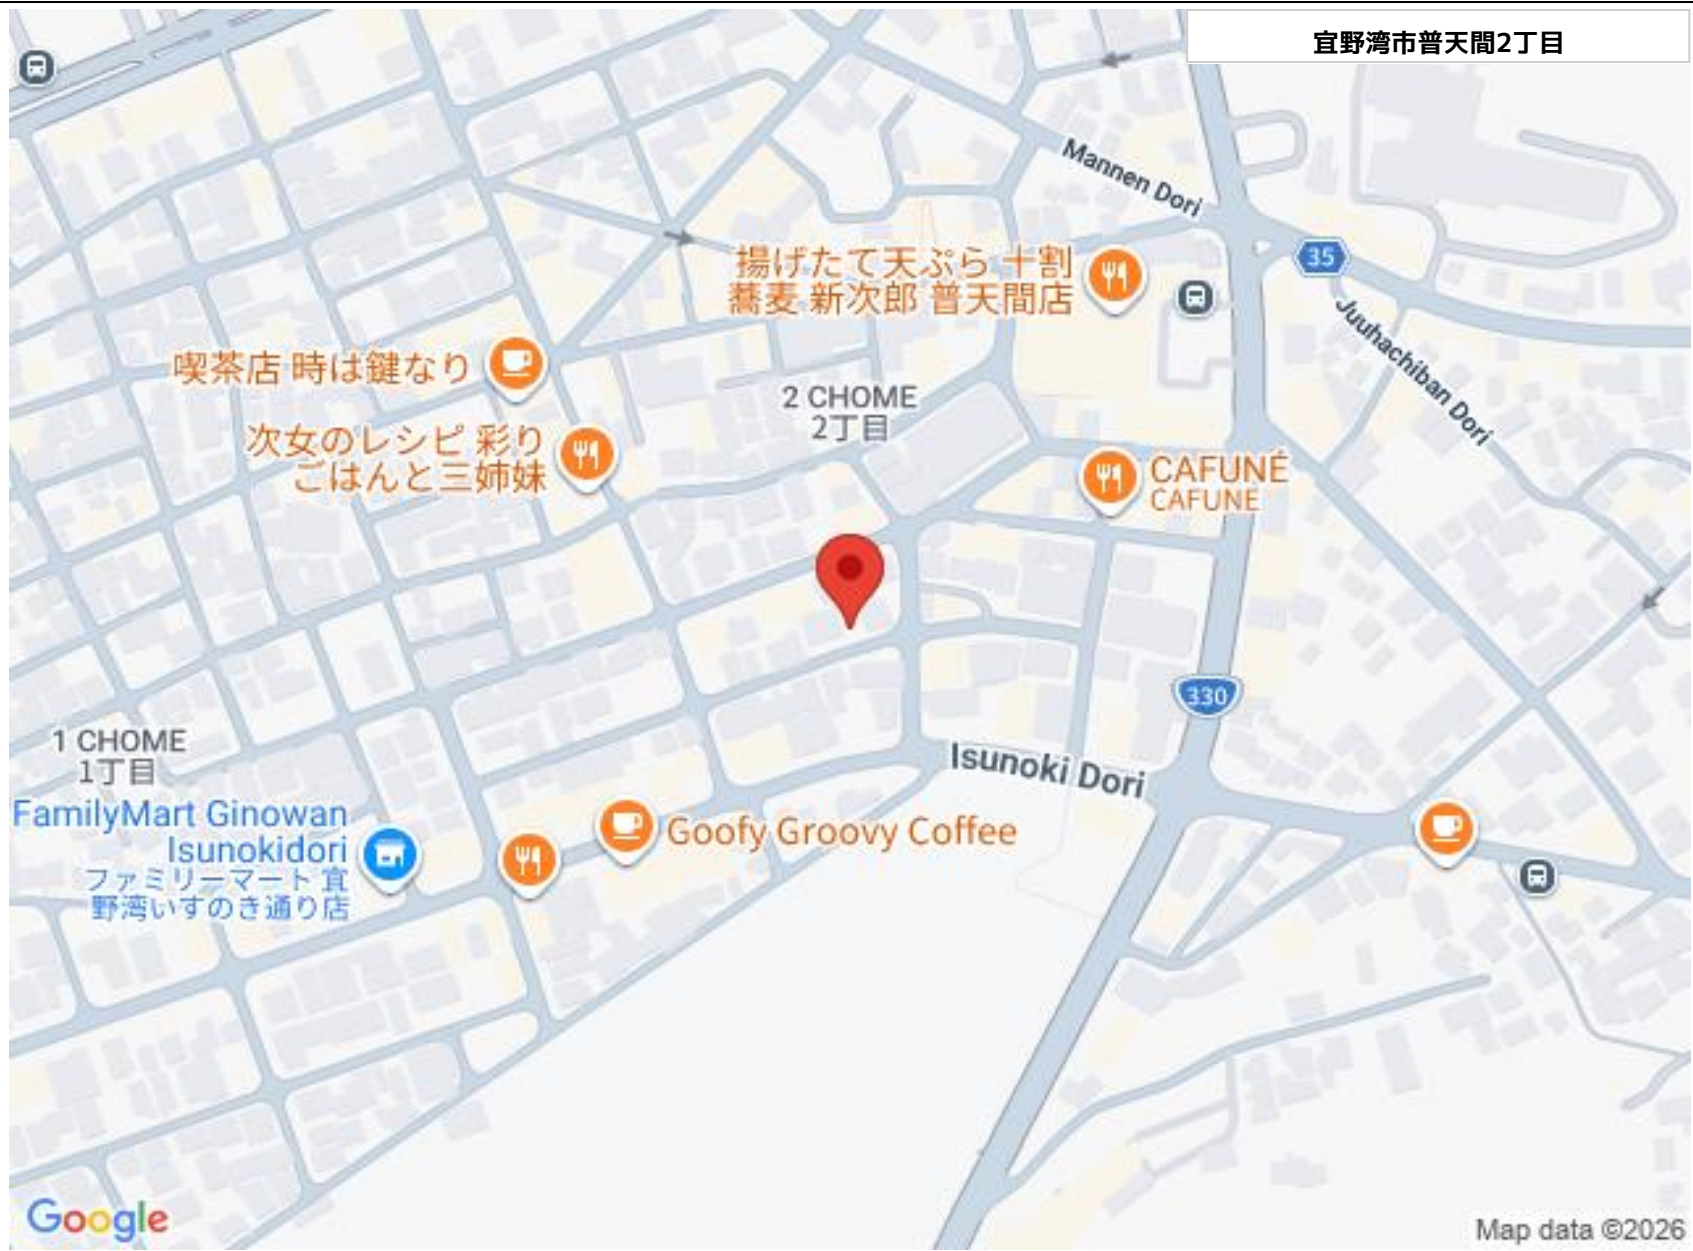 宜野湾市普天間2丁目
Mannen Dori
35
揚げたて天ぷら 十割
蕎麦 新次郎 普天間店
Juuhachiban Dori
喫茶店 時は鍵なり
2 CHOME
2丁目
次女のレシピ 彩り
ごはんと三姉妹
CAFUNÉ
CAFUNE
330
1 CHOME
1丁目
Isunoki Dori
FamilyMart Ginowan
Isunokidori
ファミリーマート 宜
野湾いすのき通り店
Goofy Groovy Coffee
Google
Map data ©2026